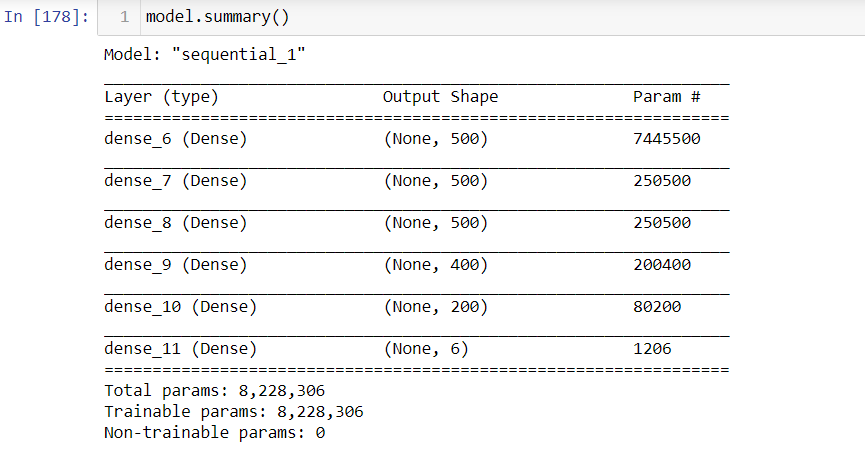 In [178]: 1 model.summary()
Model: "sequential_1"
_________________________________________________________________
Layer (type) Output Shape Param #
=================================================================
dense_6 (Dense) (None, 500) 7445500
_________________________________________________________________
dense_7 (Dense) (None, 500) 250500
_________________________________________________________________
dense_8 (Dense) (None, 500) 250500
_________________________________________________________________
dense_9 (Dense) (None, 400) 200400
_________________________________________________________________
dense_10 (Dense) (None, 200) 80200
_________________________________________________________________
dense_11 (Dense) (None, 6) 1206
=================================================================
Total params: 8,228,306
Trainable params: 8,228,306
Non-trainable params: 0